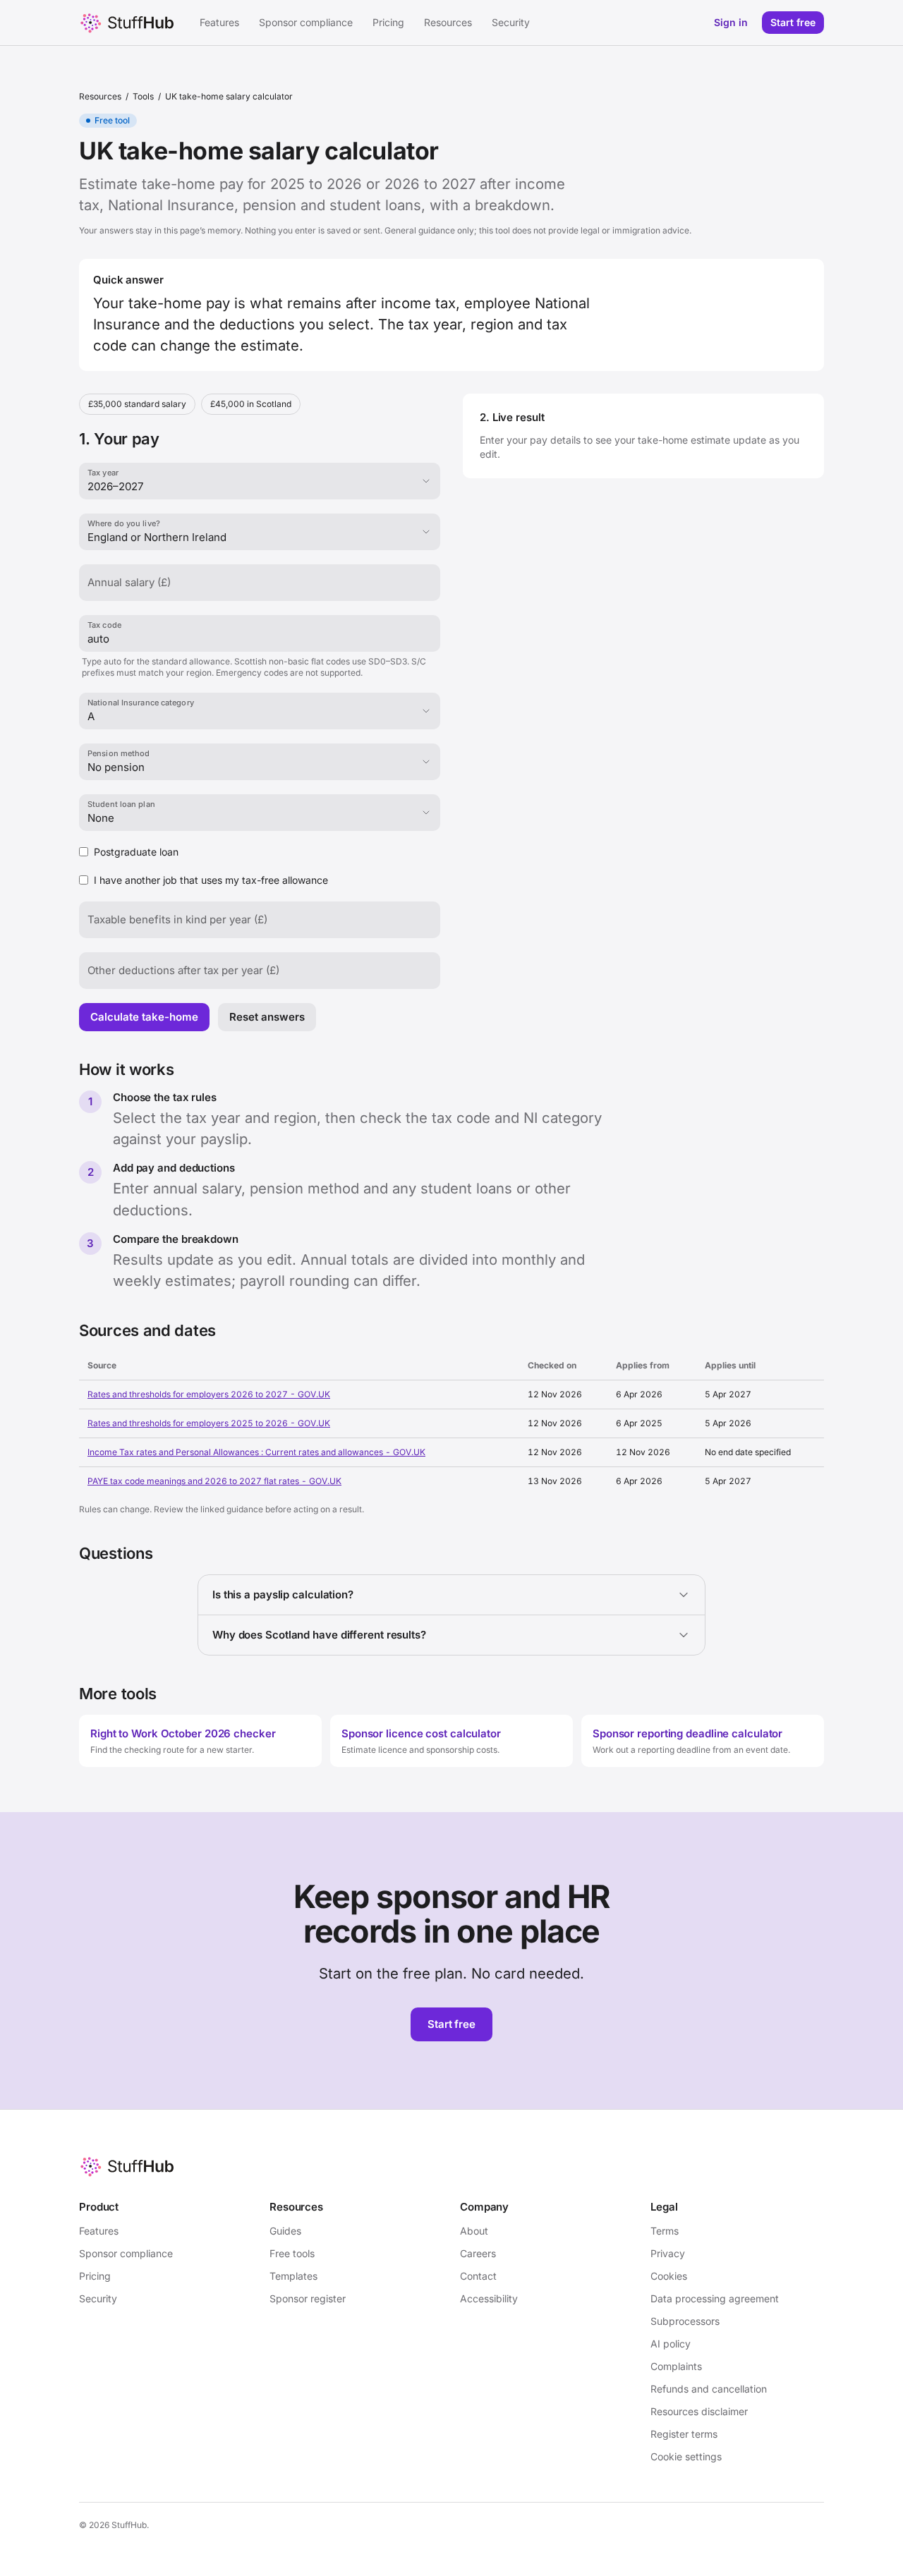 StuffHub
Features
Sponsor compliance
Pricing
Resources
Security
Sign in
Start free
Resources / Tools / UK take-home salary calculator
Free tool
UK take-home salary calculator
Estimate take-home pay for 2025 to 2026 or 2026 to 2027 after income
tax, National Insurance, pension and student loans, with a breakdown.
Your answers stay in this page’s memory. Nothing you enter is saved or sent. General guidance only; this tool does not provide legal or immigration advice.
Quick answer
Your take-home pay is what remains after income tax, employee National
Insurance and the deductions you select. The tax year, region and tax
code can change the estimate.
£35,000 standard salary
£45,000 in Scotland
1. Your pay
Tax year
2026–2027
Where do you live?
England or Northern Ireland
Annual salary (£)
Tax code
auto
Type auto for the standard allowance. Scottish non-basic flat codes use SD0–SD3. S/C
prefixes must match your region. Emergency codes are not supported.
National Insurance category
A
Pension method
No pension
Student loan plan
None
Postgraduate loan
I have another job that uses my tax-free allowance
Taxable benefits in kind per year (£)
Other deductions after tax per year (£)
Calculate take-home
Reset answers
2. Live result
Enter your pay details to see your take-home estimate update as you
edit.
How it works
1
Choose the tax rules
Select the tax year and region, then check the tax code and NI category
against your payslip.
2
Add pay and deductions
Enter annual salary, pension method and any student loans or other
deductions.
3
Compare the breakdown
Results update as you edit. Annual totals are divided into monthly and
weekly estimates; payroll rounding can differ.
Sources and dates
Source Checked on Applies from Applies until
Rates and thresholds for employers 2026 to 2027 - GOV.UK 12 Nov 2026 6 Apr 2026 5 Apr 2027
Rates and thresholds for employers 2025 to 2026 - GOV.UK 12 Nov 2026 6 Apr 2025 5 Apr 2026
Income Tax rates and Personal Allowances : Current rates and allowances - GOV.UK 12 Nov 2026 12 Nov 2026 No end date specified
PAYE tax code meanings and 2026 to 2027 flat rates - GOV.UK 13 Nov 2026 6 Apr 2026 5 Apr 2027
Rules can change. Review the linked guidance before acting on a result.
Questions
Is this a payslip calculation?
Why does Scotland have different results?
More tools
Right to Work October 2026 checker
Find the checking route for a new starter.
Sponsor licence cost calculator
Estimate licence and sponsorship costs.
Sponsor reporting deadline calculator
Work out a reporting deadline from an event date.
Keep sponsor and HR
records in one place
Start on the free plan. No card needed.
Start free
StuffHub
Product
Features
Sponsor compliance
Pricing
Security
Resources
Guides
Free tools
Templates
Sponsor register
Company
About
Careers
Contact
Accessibility
Legal
Terms
Privacy
Cookies
Data processing agreement
Subprocessors
AI policy
Complaints
Refunds and cancellation
Resources disclaimer
Register terms
Cookie settings
© 2026 StuffHub.